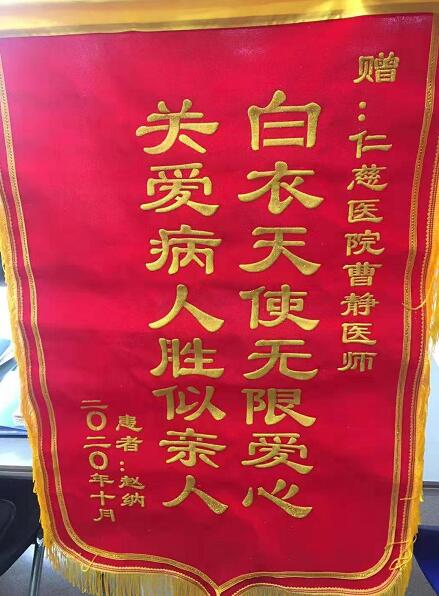 赠:仁慈医院曹静医师
白衣天使无限爱心
关爱病人胜似亲人
患者:赵纳
二〇二〇年十月